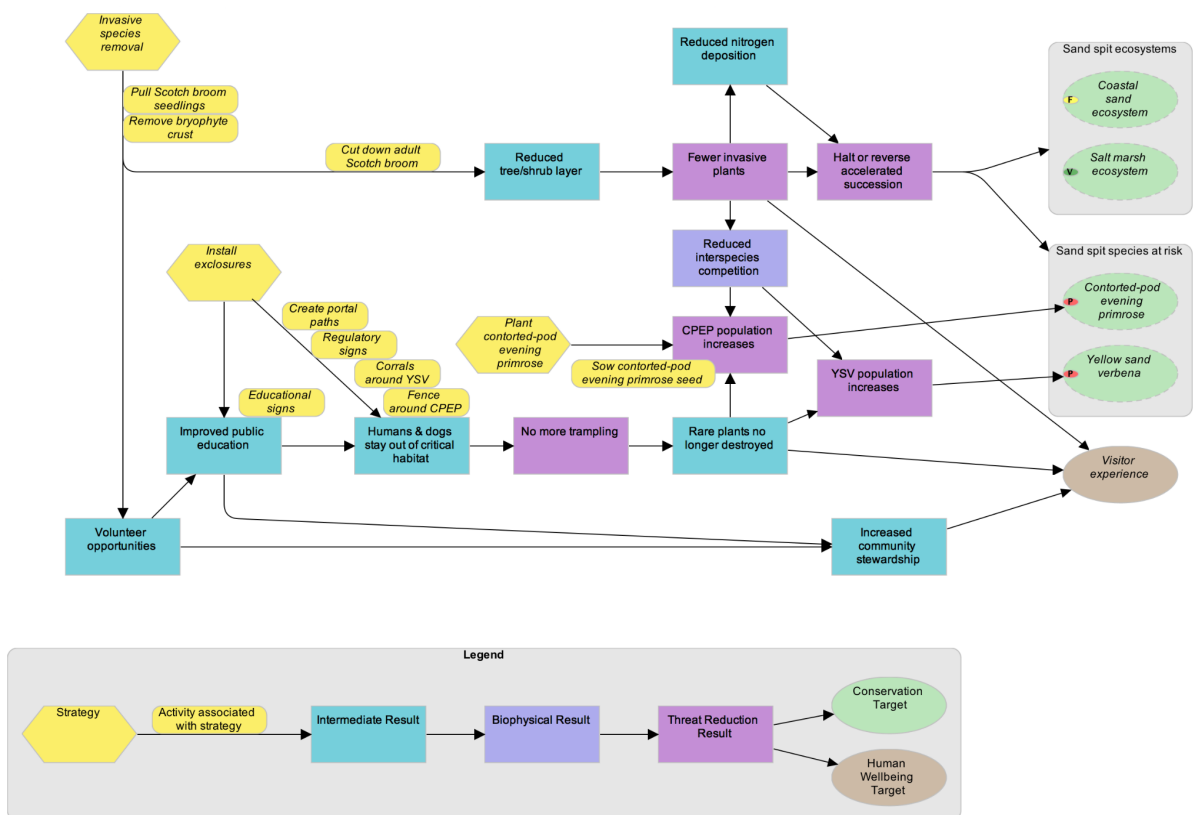 Invasive
species
removal
Pull Scotch broom
seedlings
Remove bryophyte
crust
Cut down adult
Scotch broom
Reduced
tree/shrub layer
Reduced nitrogen
deposition
Fewer invasive
plants
Halt or reverse
accelerated
succession
Sand spit ecosystems
F
Coastal
sand
ecosystem
V
Salt marsh
ecosystem
Install
exclosures
Create portal
paths
Regulatory
signs
Corrals
around YSV
Fence
around CPEP
Educational
signs
Reduced
interspecies
competition
Plant
contorted-pod
evening
primrose
Sow contorted-pod
evening primrose seed
CPEP population
increases
YSV population
increases
Sand spit species at risk
P
Contorted-pod
evening
primrose
P
Yellow sand
verbena
Improved public
education
Humans & dogs
stay out of critical
habitat
No more trampling
Rare plants no
longer destroyed
Visitor
experience
Volunteer
opportunities
Increased
community
stewardship
Legend
Strategy
Activity associated
with strategy
Intermediate Result
Biophysical Result
Threat Reduction
Result
Conservation
Target
Human
Wellbeing
Target